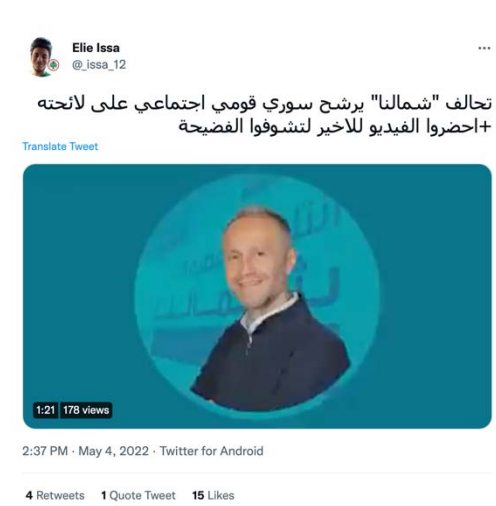 Elie Issa
@_issa_12
تحالف "شمالنا" يرشح سوري قومي اجتماعي على لائحته
+احضروا الفيديو للاخير لتشوفوا الفضيحة
Translate Tweet
1:21 178 views
2:37 PM · May 4, 2022 · Twitter for Android
4 Retweets 1 Quote Tweet 15 Likes